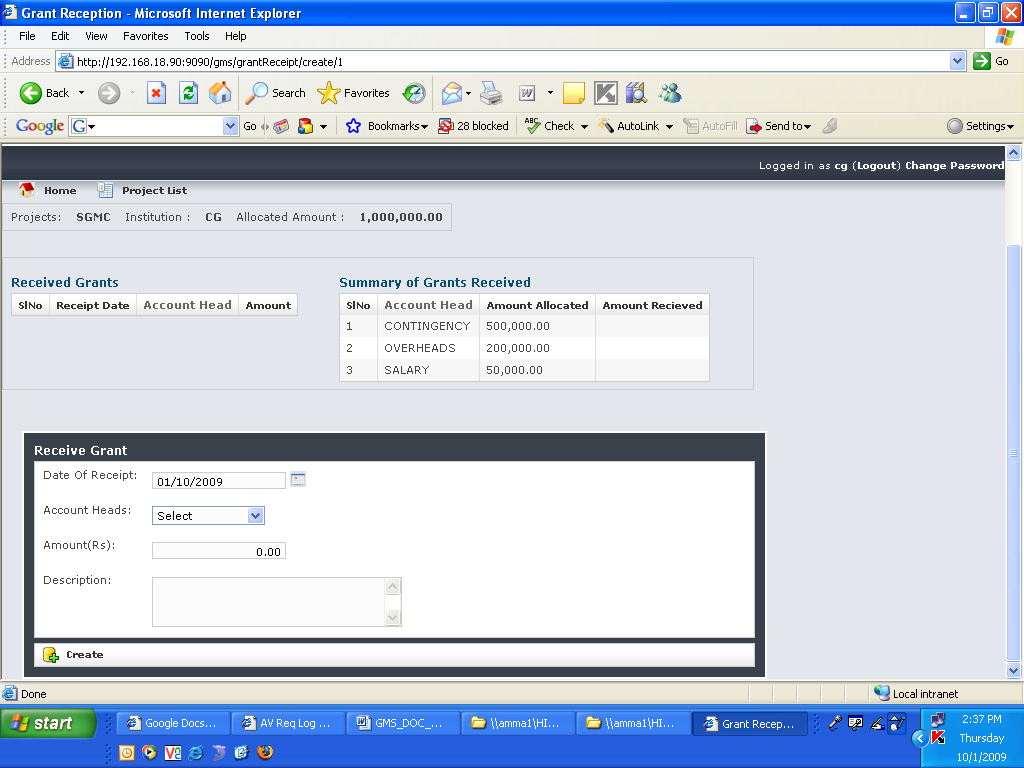 Grant Reception - Microsoft Internet Explorer
File Edit View Favorites Tools Help
Address http://192.168.18.90:9090/gms/grantReceipt/create/1 Go
Back Search Favorites
Google G Go Bookmarks 28 blocked ABC Check AutoLink AutoFill Send to Settings
Logged in as cg (Logout) Change Password
Home Project List
Projects: SGMC Institution : CG Allocated Amount : 1,000,000.00
Received Grants
SlNo Receipt Date Account Head Amount
Summary of Grants Received
SlNo Account Head Amount Allocated Amount Recieved
1 CONTINGENCY 500,000.00
2 OVERHEADS 200,000.00
3 SALARY 50,000.00
Receive Grant
Date Of Receipt: 01/10/2009
Account Heads: Select
Amount(Rs): 0.00
Description:
Create
Done Local intranet
start Google Docs... AV Req Log ... GMS_DOC_... \\amma1\HI... \\amma1\HI... Grant Recep... 2:37 PM
Thursday
10/1/2009